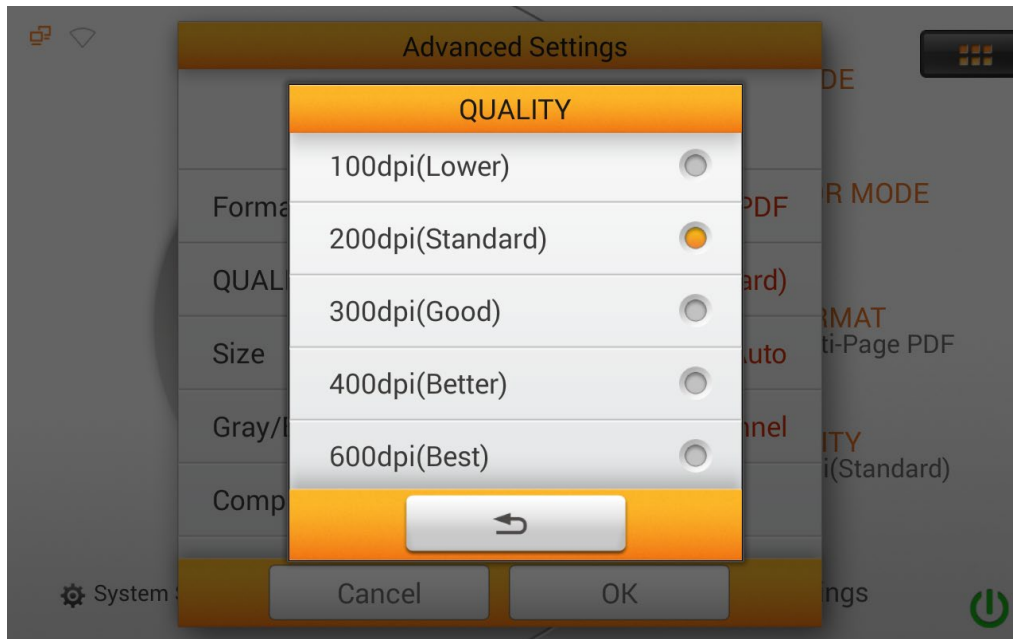 Advanced Settings
DE
QUALITY
100dpi(Lower)
200dpi(Standard)
300dpi(Good)
400dpi(Better)
600dpi(Best)
Forma
PDF
R MODE
QUAL
ard)
RMAT
ti-Page PDF
Size
uto
Gray/
nnel
ITY
i(Standard)
Comp
Cancel
OK
System
ngs